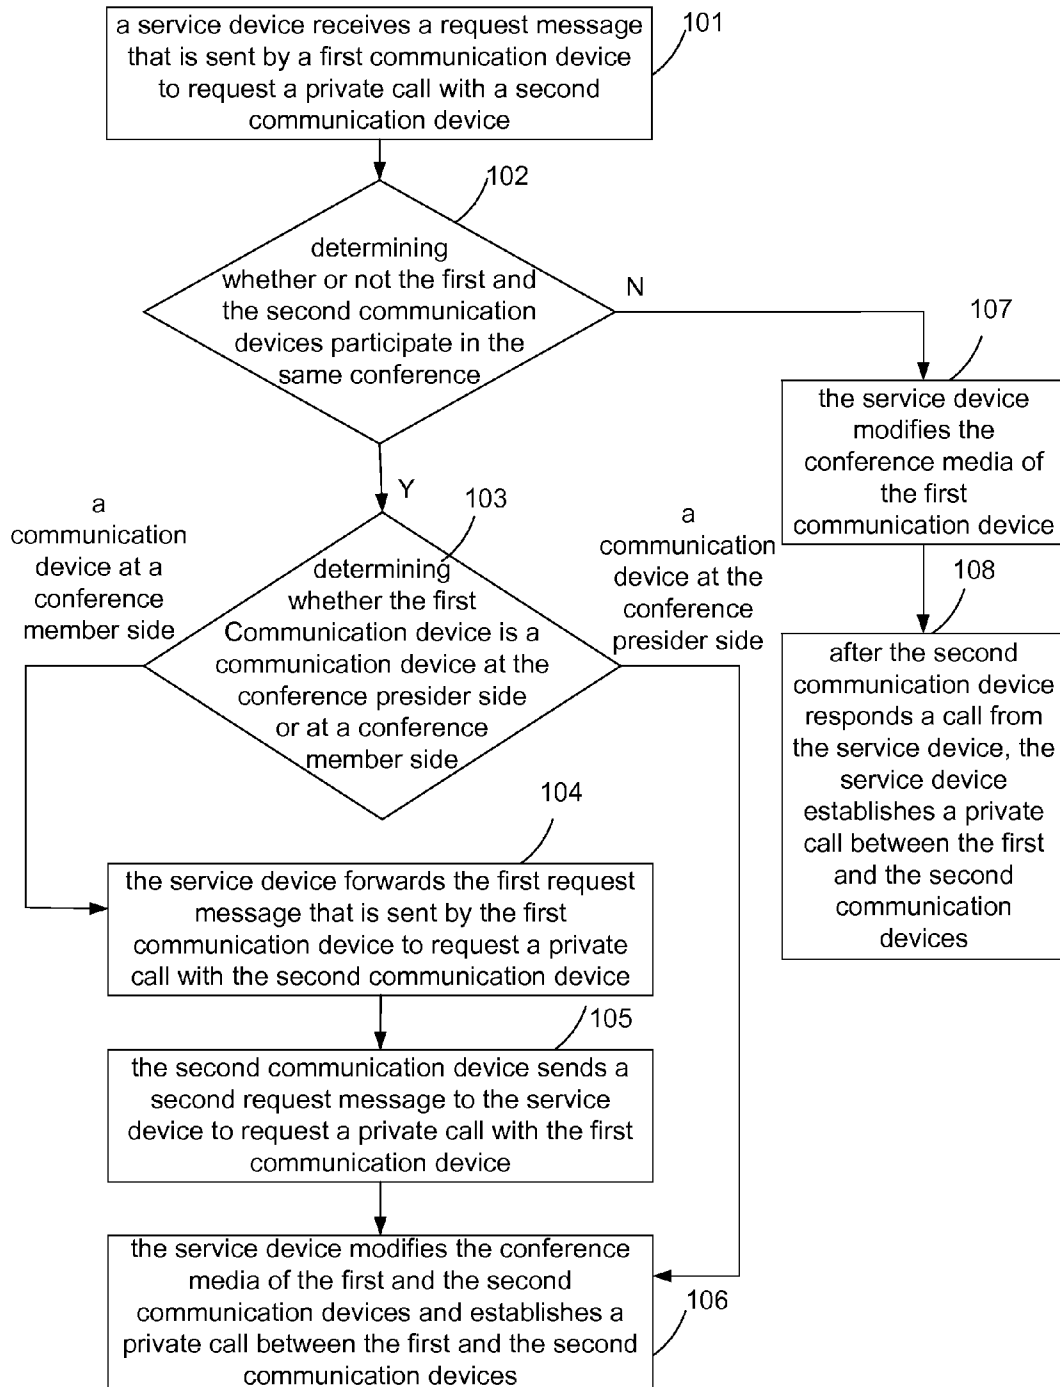 a service device receives a request message
that is sent by a first communication device
to request a private call with a second
communication device
101
102
determining
whether or not the first and
the second communication
devices participate in the
same conference
N
107
the service device
modifies the
conference media of
the first
communication device
Y
103
a
communication
device at a
conference
member side
a
communication
device at the
conference
presider side
determining
whether the first
Communication device is a
communication device at the
conference presider side
or at a conference
member side
108
after the second
communication device
responds a call from
the service device, the
service device
establishes a private
call between the first
and the second
communication
devices
104
the service device forwards the first request
message that is sent by the first
communication device to request a private
call with the second communication device
105
the second communication device sends a
second request message to the service
device to request a private call with the first
communication device
the service device modifies the conference
media of the first and the second
communication devices and establishes a
private call between the first and the second
communication devices
106